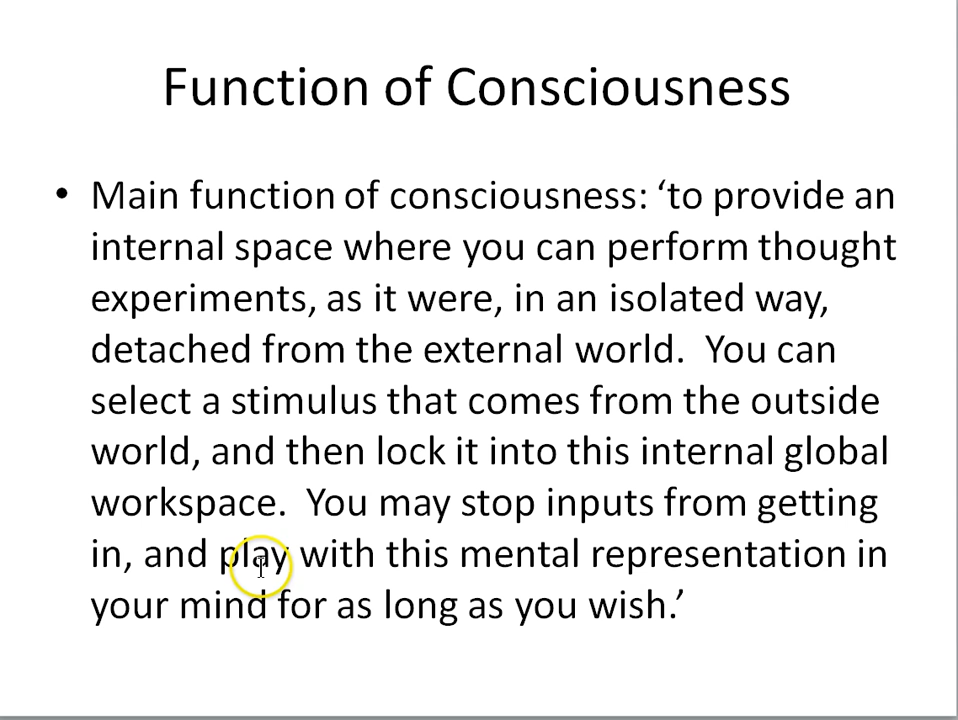 Function of Consciousness
• Main function of consciousness: ‘to provide an
internal space where you can perform thought
experiments, as it were, in an isolated way,
detached from the external world.  You can
select a stimulus that comes from the outside
world, and then lock it into this internal global
workspace.  You may stop inputs from getting
in, and play with this mental representation in
your mind for as long as you wish.’